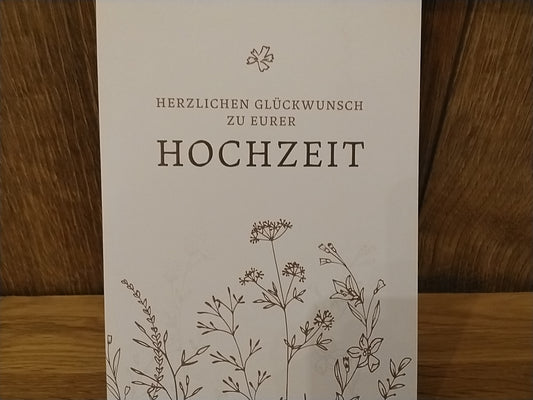 HERZLICHEN GLÜCKWUNSCH
ZU EURER
HOCHZEIT